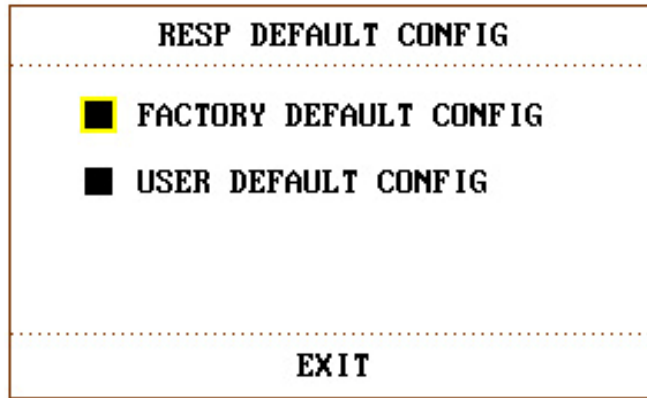 RESP DEFAULT CONFIG
FACTORY DEFAULT CONFIG
USER DEFAULT CONFIG
EXIT